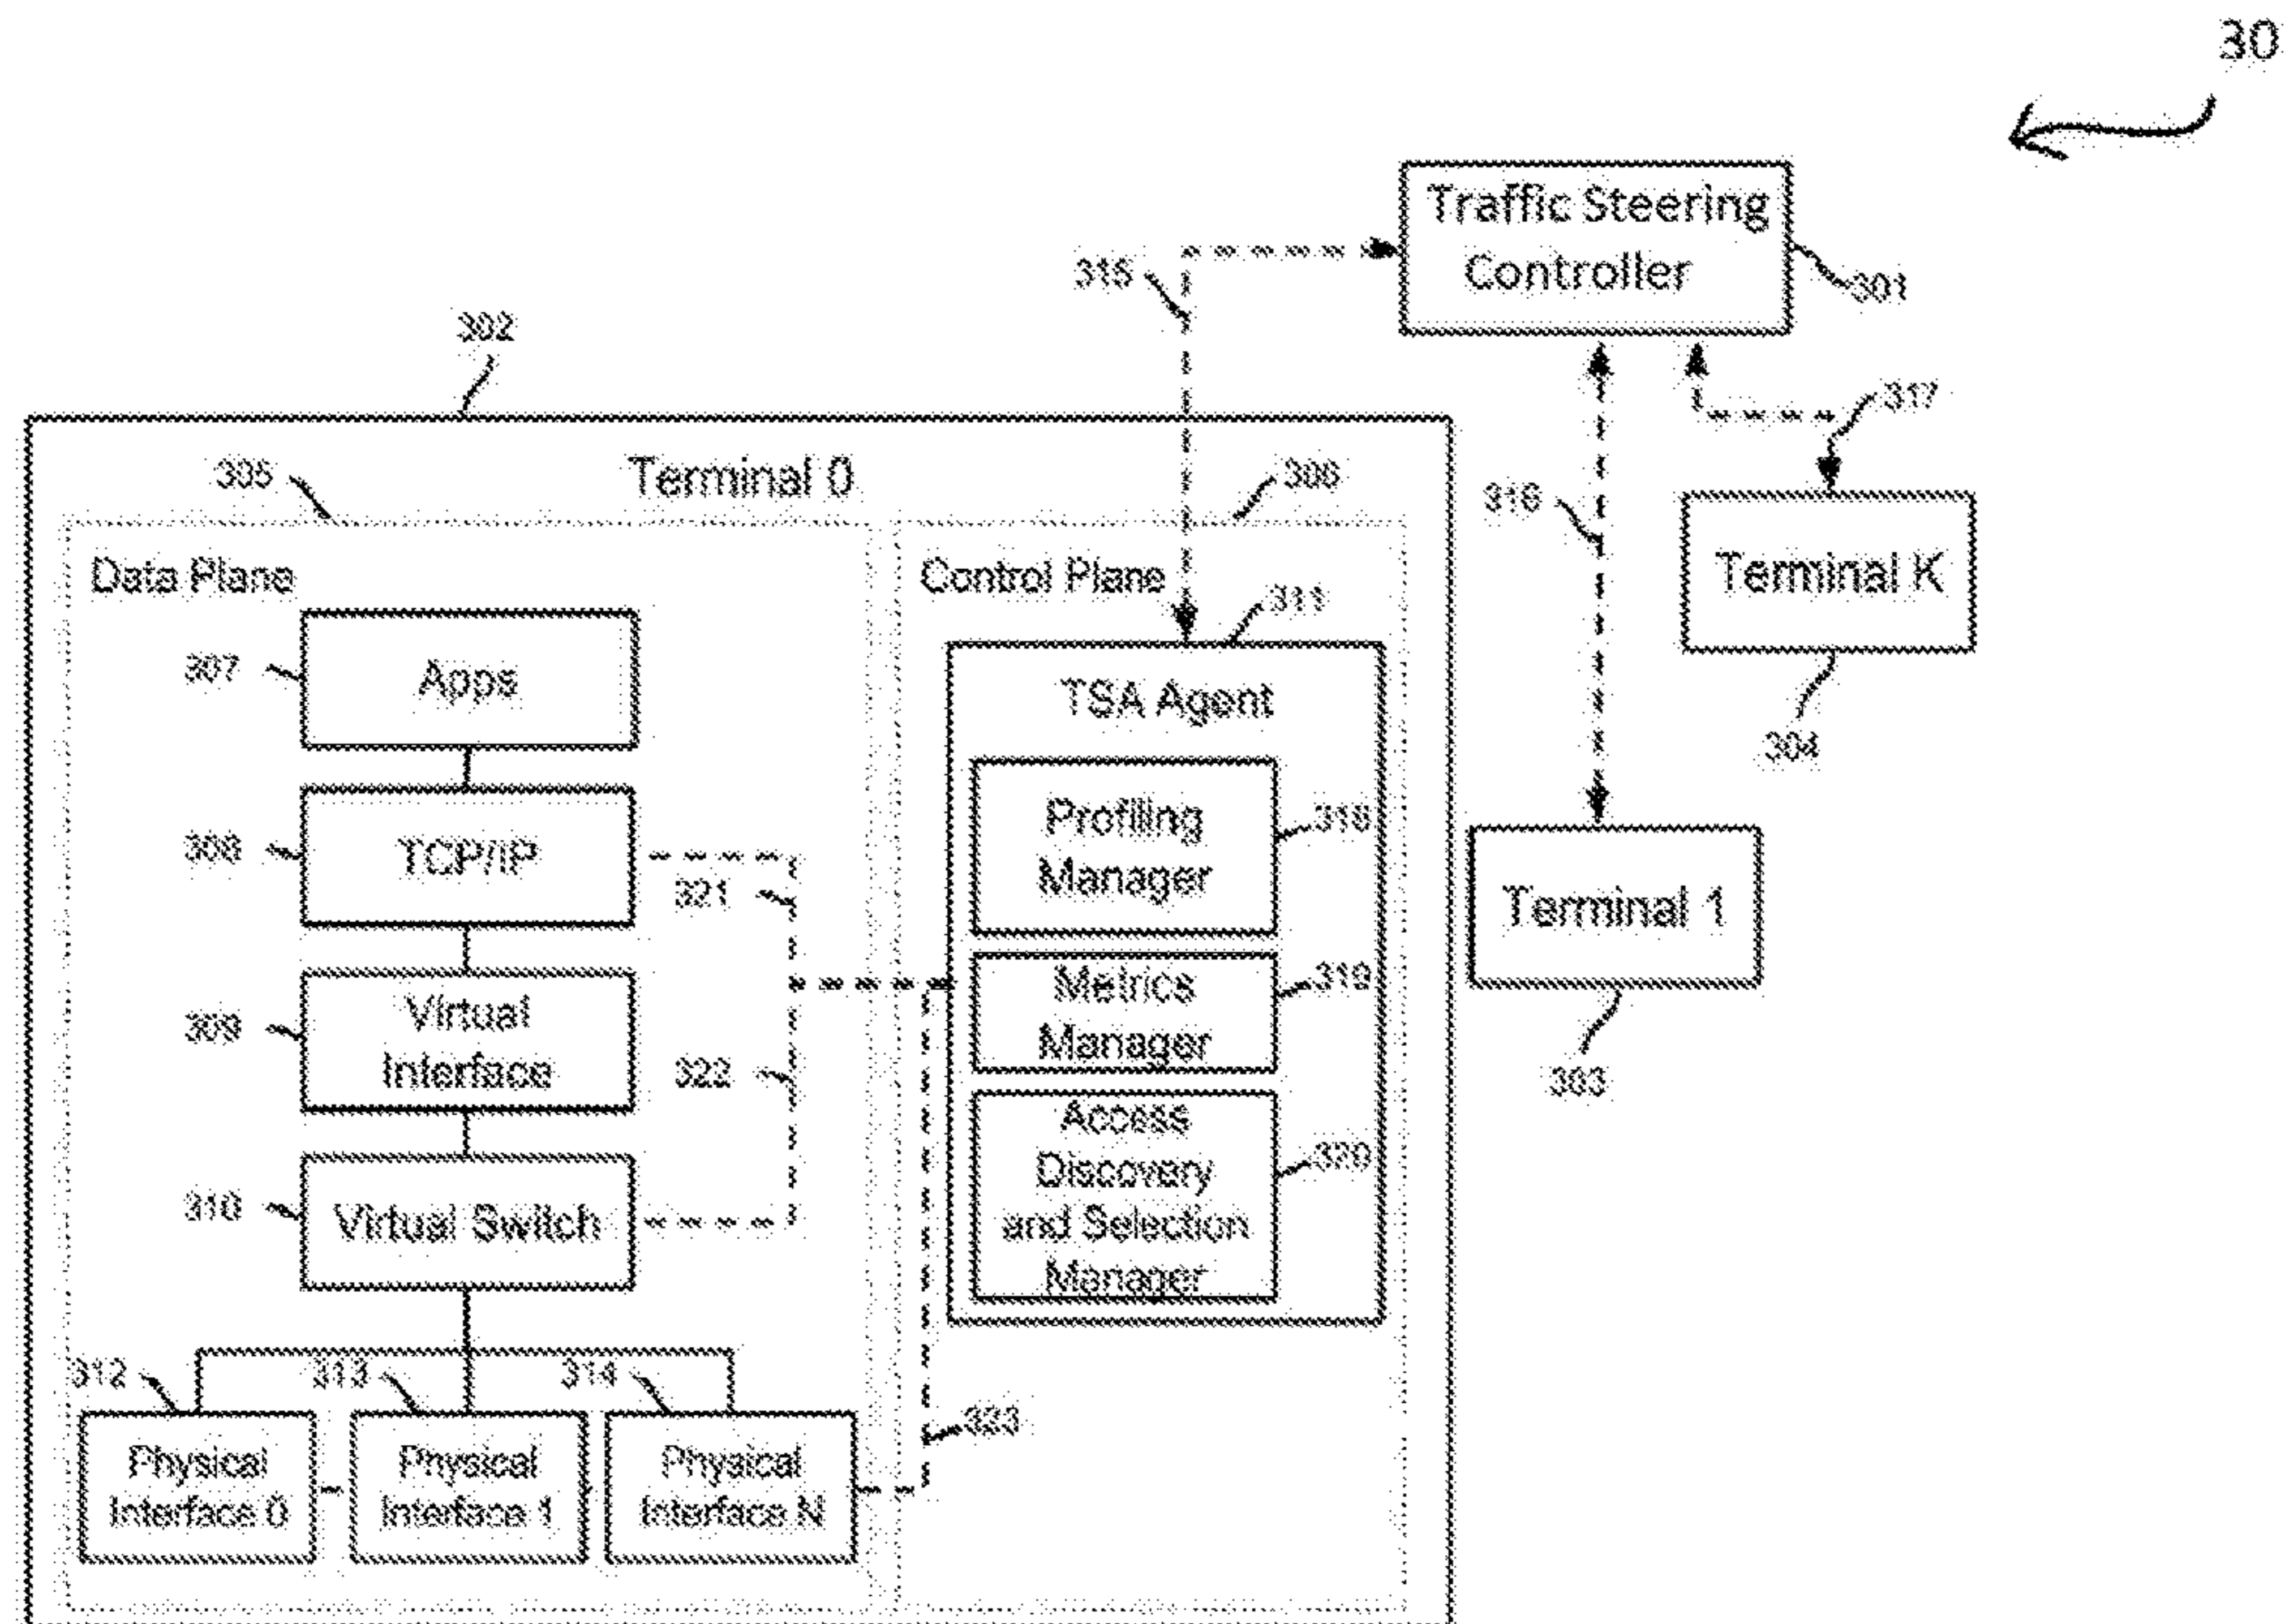 30
Traffic Steering
Controller
301
315
302
317
Terminal 0
305
306
316
Terminal K
Data Plane
Control Plane
311
307
Apps
TSA Agent
304
Profiling
Manager
318
308
TCP/IP
321
Terminal 1
Metrics
Manager
319
309
Virtual
Interface
322
303
Access
Discovery
and Selection
Manager
320
310
Virtual Switch
312
313
314
323
Physical
Interface 0
Physical
Interface 1
Physical
Interface N